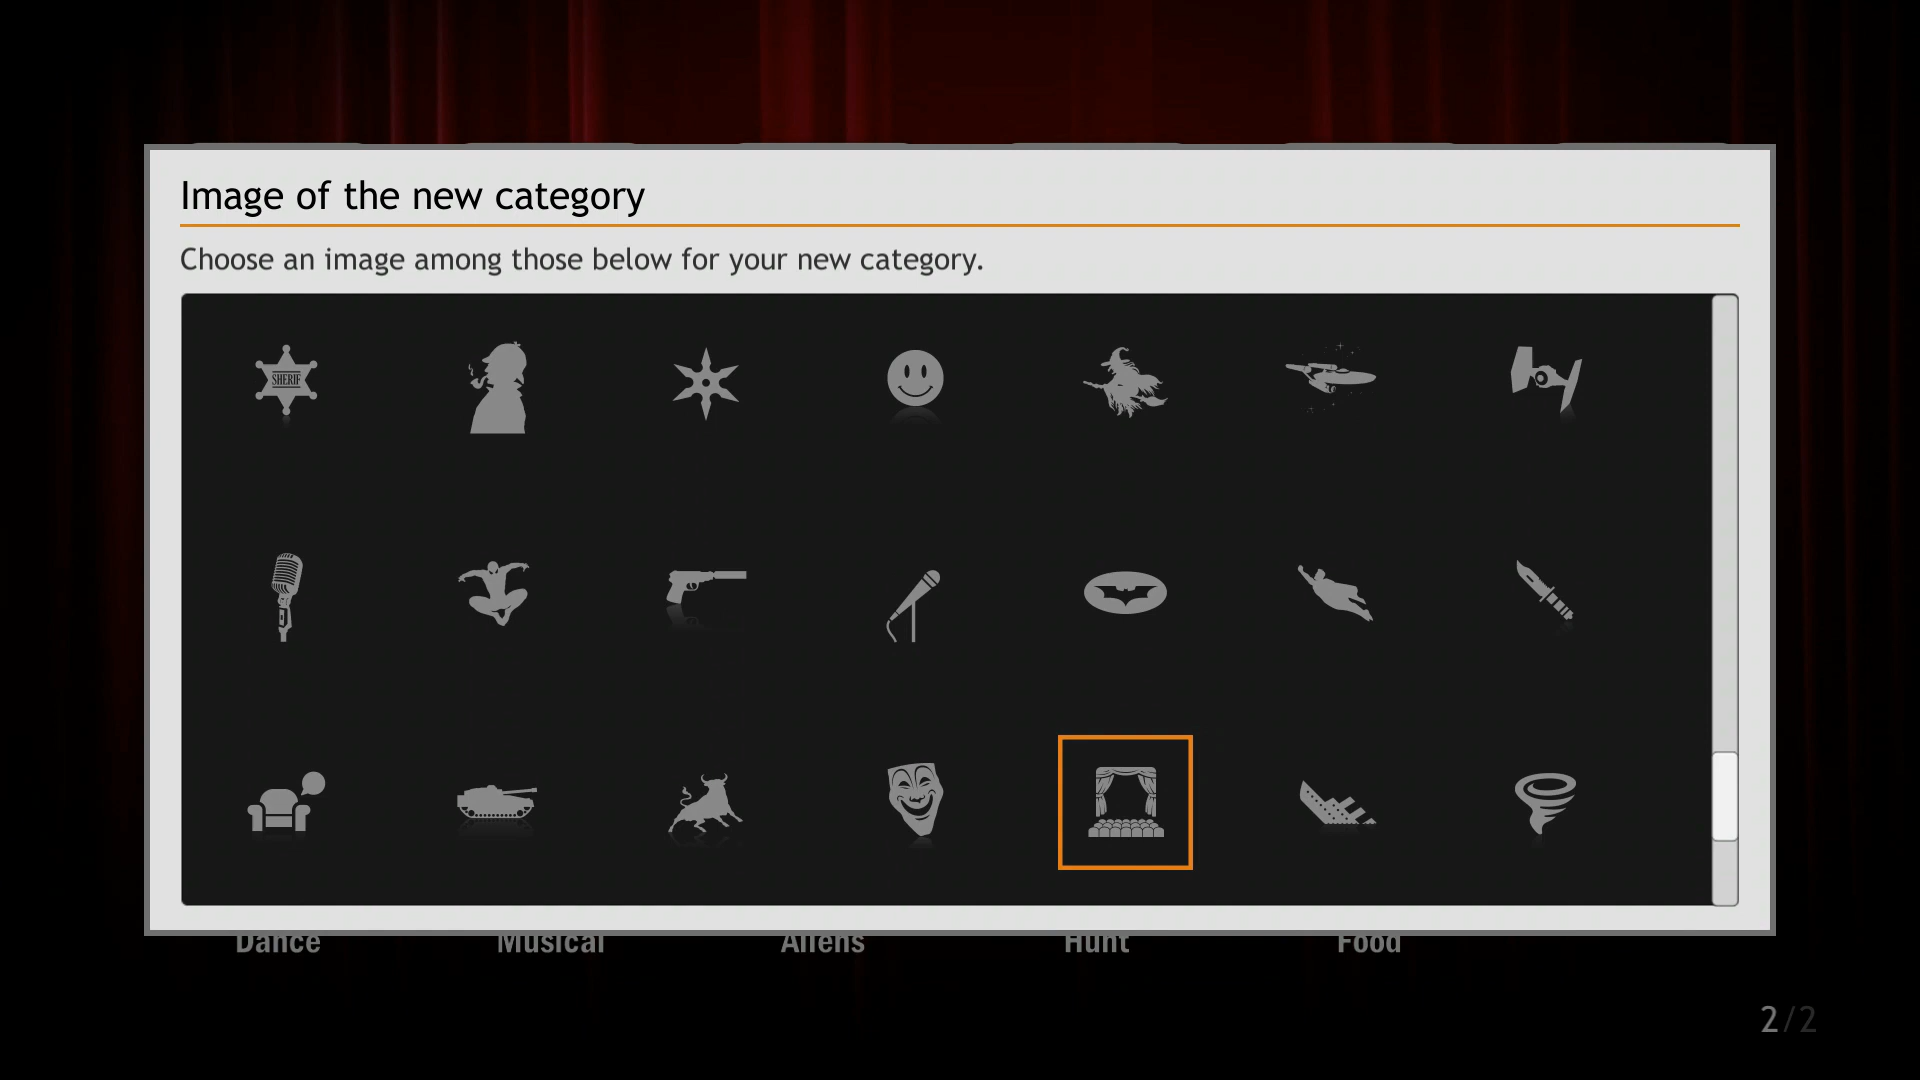 Image of the new category
Choose an image among those below for your new category.
SHERIF
Dance Musical Aliens Hunt Food
2/2